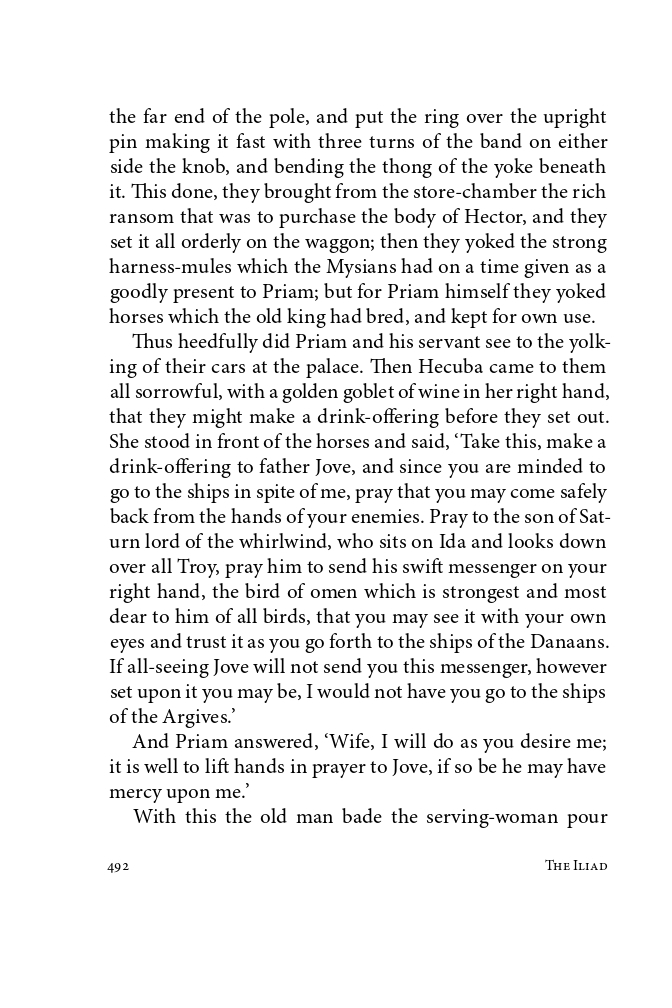 the far end of the pole, and put the ring over the upright
pin making it fast with three turns of the band on either
side the knob, and bending the thong of the yoke beneath
it. This done, they brought from the store-chamber the rich
ransom that was to purchase the body of Hector, and they
set it all orderly on the waggon; then they yoked the strong
harness-mules which the Mysians had on a time given as a
goodly present to Priam; but for Priam himself they yoked
horses which the old king had bred, and kept for own use.
Thus heedfully did Priam and his servant see to the yolk-
ing of their cars at the palace. Then Hecuba came to them
all sorrowful, with a golden goblet of wine in her right hand,
that they might make a drink-offering before they set out.
She stood in front of the horses and said, ‘Take this, make a
drink-offering to father Jove, and since you are minded to
go to the ships in spite of me, pray that you may come safely
back from the hands of your enemies. Pray to the son of Sat-
urn lord of the whirlwind, who sits on Ida and looks down
over all Troy, pray him to send his swift messenger on your
right hand, the bird of omen which is strongest and most
dear to him of all birds, that you may see it with your own
eyes and trust it as you go forth to the ships of the Danaans.
If all-seeing Jove will not send you this messenger, however
set upon it you may be, I would not have you go to the ships
of the Argives.’
And Priam answered, ‘Wife, I will do as you desire me;
it is well to lift hands in prayer to Jove, if so be he may have
mercy upon me.’
With this the old man bade the serving-woman pour
492 The Iliad